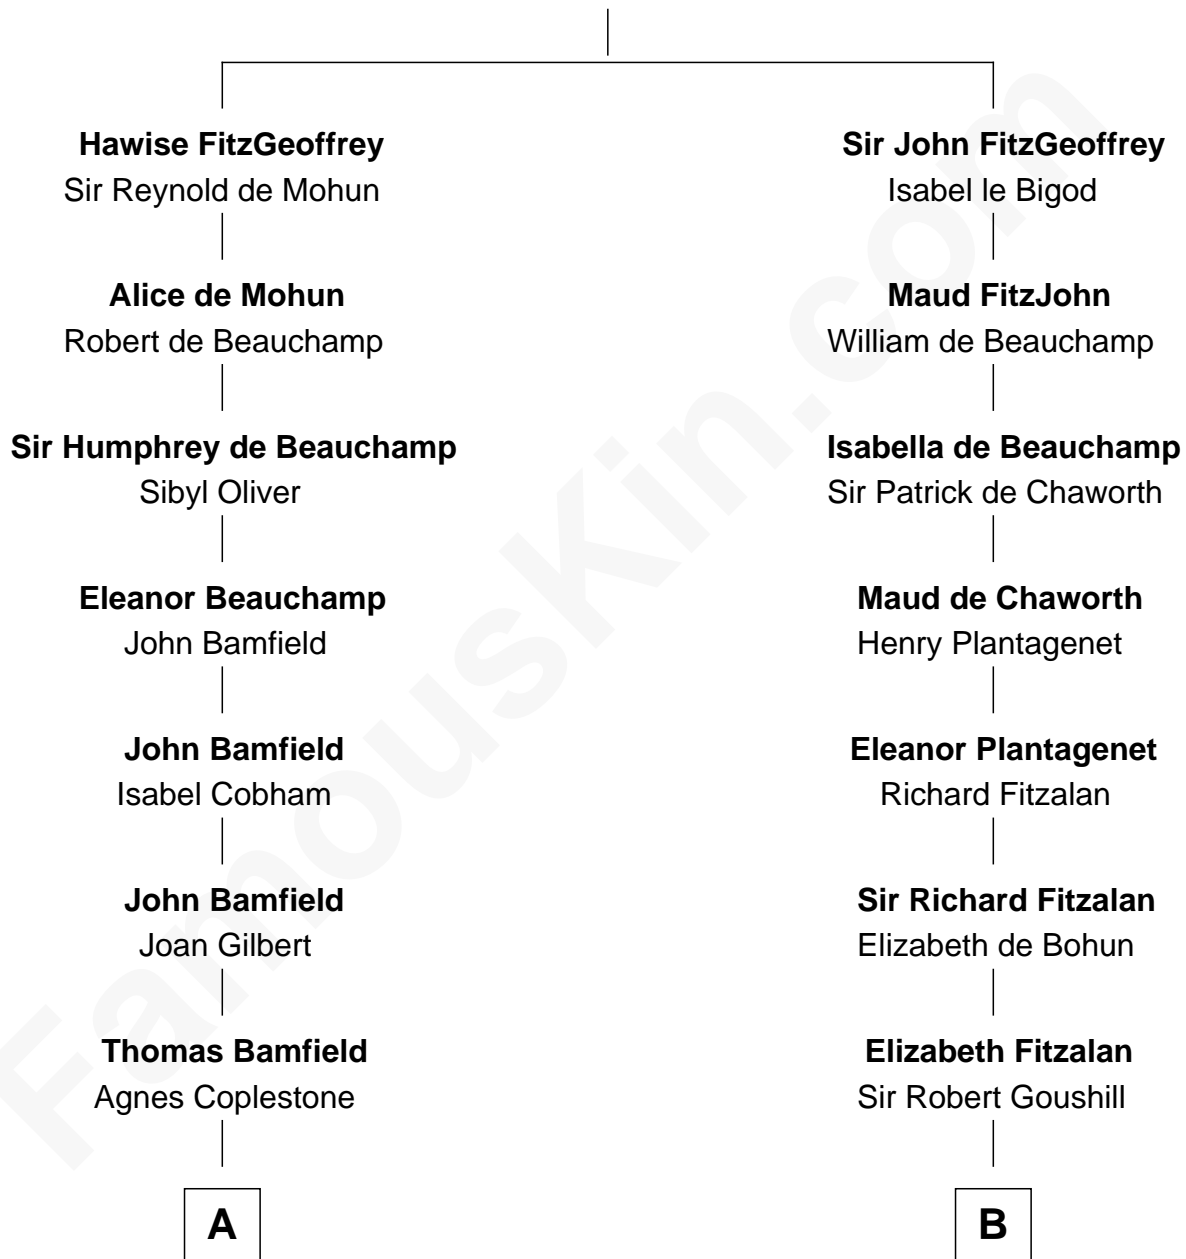 Hawise FitzGeoffrey
Sir Reynold de Mohun
Alice de Mohun
Robert de Beauchamp
Sir Humphrey de Beauchamp
Sibyl Oliver
Eleanor Beauchamp
John Bamfield
John Bamfield
Isabel Cobham
John Bamfield
Joan Gilbert
Thomas Bamfield
Agnes Coplestone
A
Sir John FitzGeoffrey
Isabel le Bigod
Maud FitzJohn
William de Beauchamp
Isabella de Beauchamp
Sir Patrick de Chaworth
Maud de Chaworth
Henry Plantagenet
Eleanor Plantagenet
Richard Fitzalan
Sir Richard Fitzalan
Elizabeth de Bohun
Elizabeth Fitzalan
Sir Robert Goushill
B
FamousKin.com